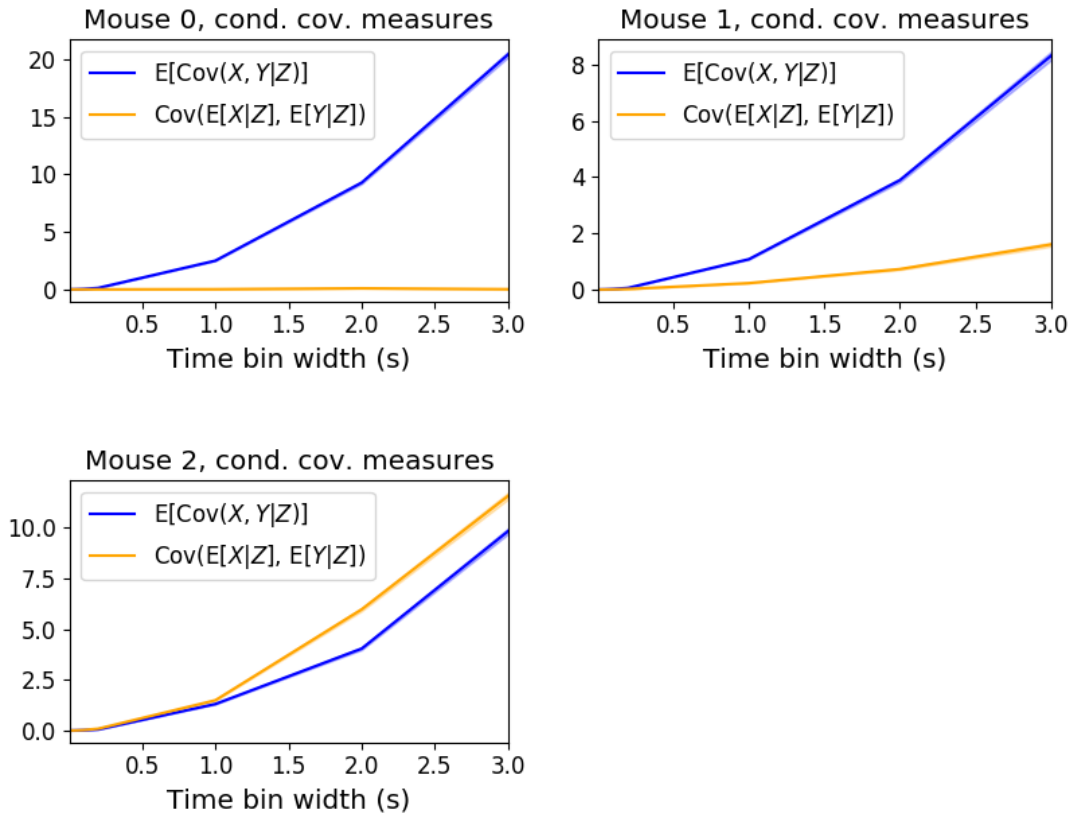 Mouse 0, cond. cov. measures
20
15
10
5
0
E[Cov(X, Y|Z)]
Cov(E[X|Z], E[Y|Z])
0.5 1.0 1.5 2.0 2.5 3.0
Time bin width (s)
Mouse 1, cond. cov. measures
8
6
4
2
0
E[Cov(X, Y|Z)]
Cov(E[X|Z], E[Y|Z])
0.5 1.0 1.5 2.0 2.5 3.0
Time bin width (s)
Mouse 2, cond. cov. measures
10.0
7.5
5.0
2.5
0.0
E[Cov(X, Y|Z)]
Cov(E[X|Z], E[Y|Z])
0.5 1.0 1.5 2.0 2.5 3.0
Time bin width (s)